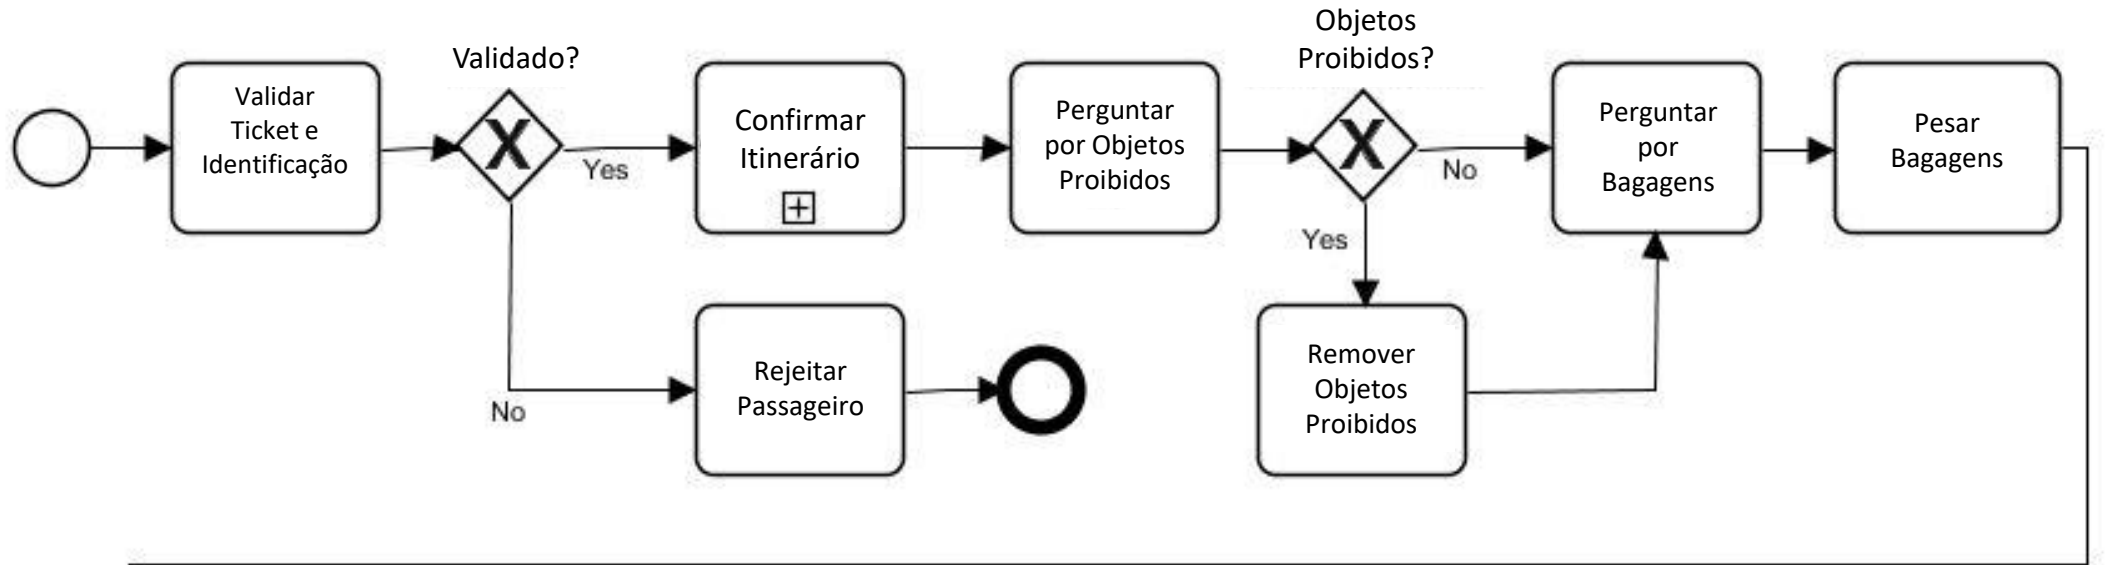 Validar
Ticket e
Identificação
Validado?
Yes
No
Confirmar
Itinerário
Rejeitar
Passageiro
Perguntar
por Objetos
Proibidos
Objetos
Proibidos?
No
Yes
Remover
Objetos
Proibidos
Perguntar
por
Bagagens
Pesar
Bagagens